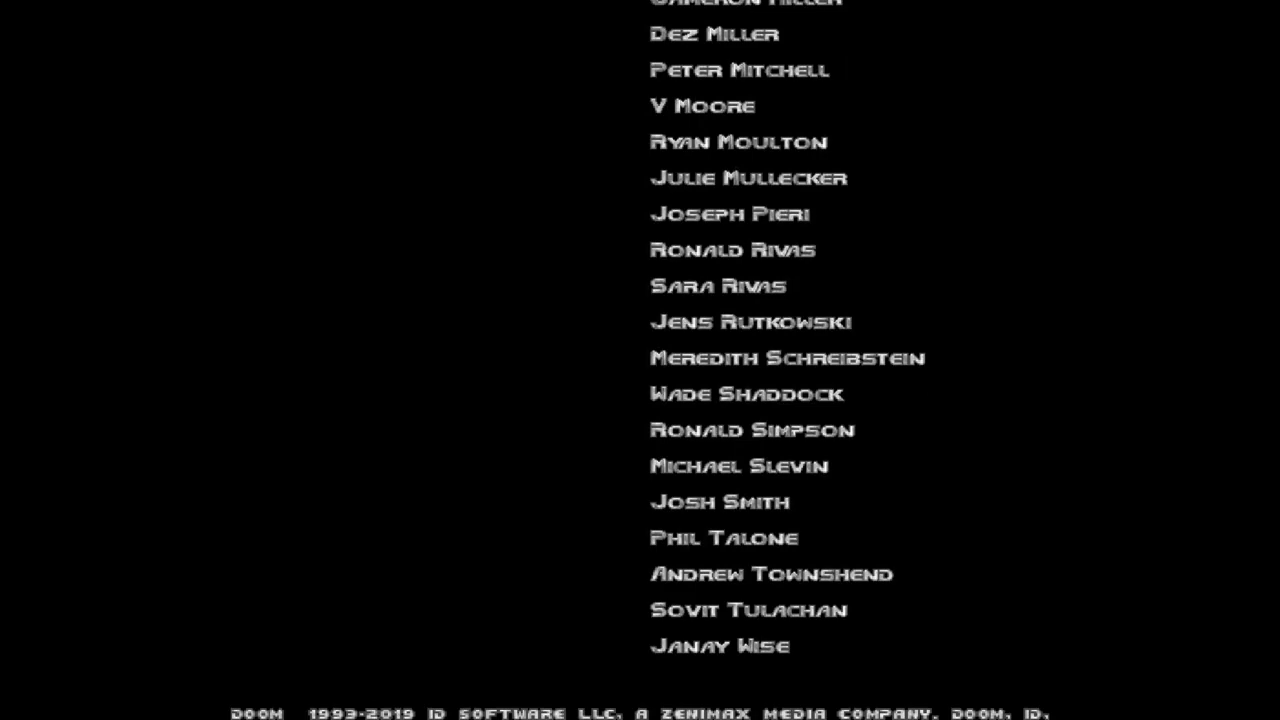 Cameron Miller
Dez Miller
Peter Mitchell
V Moore
Ryan Moulton
Julie Mullecker
Joseph Pieri
Ronald Rivas
Sara Rivas
Jens Rutkowski
Meredith Schreibstein
Wade Shaddock
Ronald Simpson
Michael Slevin
Josh Smith
Phil Talone
Andrew Townshend
Sovit Tulachan
Janay Wise
DOOM 1993-2019 ID SOFTWARE LLC, A ZENIMAX MEDIA COMPANY. DOOM, ID,